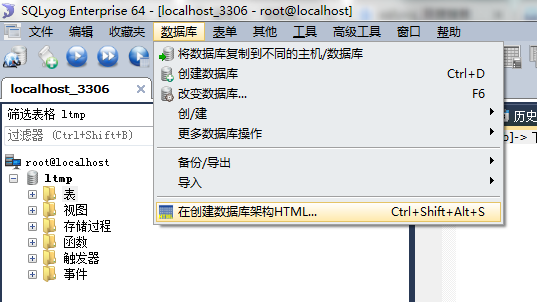 SQLyog Enterprise 64 - [localhost_3306 - root@localhost]
文件 编辑 收藏夹 数据库 表单 其他 工具 高级工具 窗口 帮助
将数据库复制到不同的主机/数据库
创建数据库 Ctrl+D
改变数据库... F6
创/建
更多数据库操作
备份/导出
导入
在创建数据库架构HTML... Ctrl+Shift+Alt+S
localhost_3306
筛选表格 ltmp
过滤器 (Ctrl+Shift+B)
root@localhost
ltmp
表
视图
存储过程
函数
触发器
事件
历史
]-> 下